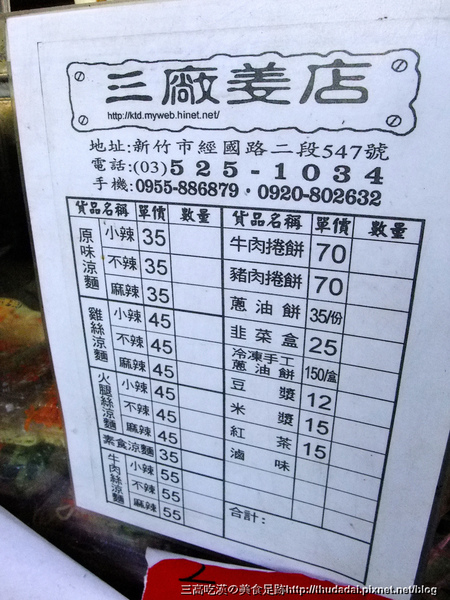 三廠姜店
http://ktd.myweb.hinet.net/
地址:新竹市經國路二段547號
電話:(03)525-1034
手機:0955-886879・0920-802632
貨品名稱 單價 數量
原味涼麵
小辣 35
不辣 35
麻辣 35
雞絲涼麵
小辣 45
不辣 45
麻辣 45
火腿絲涼麵
小辣 45
不辣 45
麻辣 45
素食涼麵 35
牛肉絲涼麵
小辣 55
不辣 55
麻辣 55
貨品名稱 單價 數量
牛肉捲餅 70
豬肉捲餅 70
蔥油餅 35/份
韭菜盒 25
冷凍手工蔥油餅 150/盒
豆漿 12
米漿 15
紅茶 15
滷味
合計:
三高吃漢の美食足跡http://thudadai.pixnet.net/blog